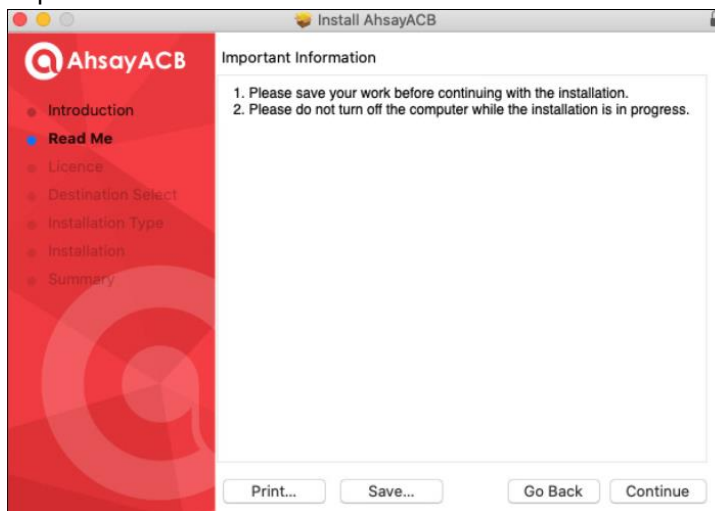 Install AhsayACB
AhsayACB
Introduction
Read Me
Licence
Destination Select
Installation Type
Installation
Summary
Important Information
1. Please save your work before continuing with the installation.
2. Please do not turn off the computer while the installation is in progress.
Print... Save... Go Back Continue